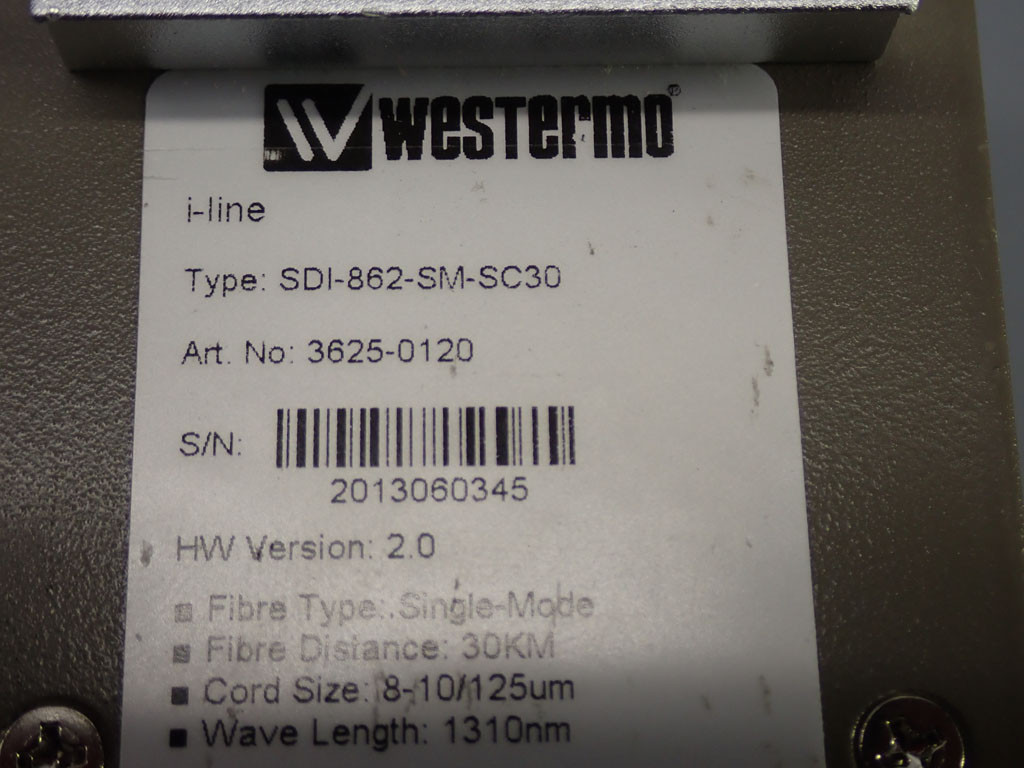 WESTERMO®
i-line
Type: SDI-862-SM-SC30
Art. No: 3625-0120
S/N:
2013060345
HW Version: 2.0
Fibre Type: Single-Mode
Fibre Distance: 30KM
Cord Size: 8-10/125um
Wave Length: 1310nm